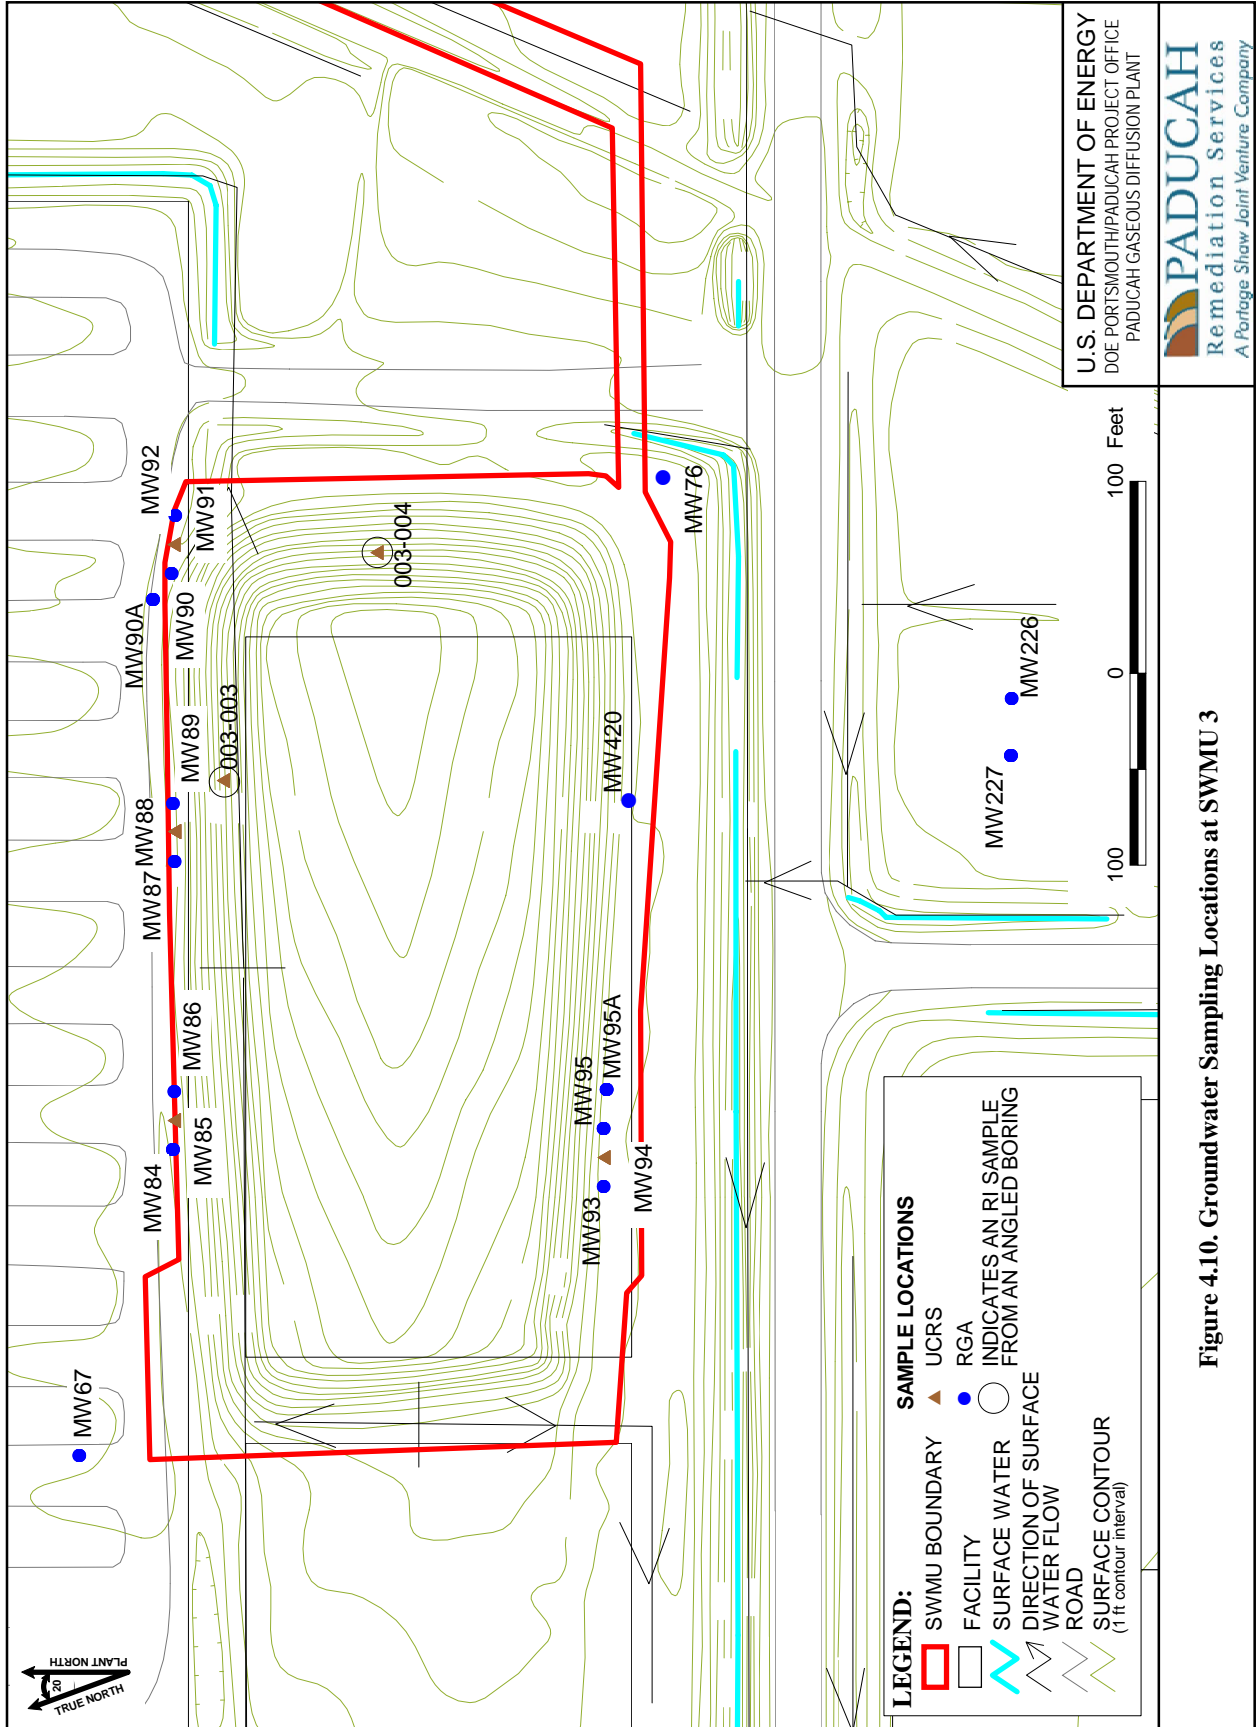 PLANT NORTH
20
TRUE NORTH
MW67
MW84
MW85
MW86
MW87
MW88
MW89
003-003
MW90A
MW90
MW91
MW92
003-004
MW93
MW94
MW95
MW95A
MW420
MW76
MW227
MW226
100 0 100 Feet
LEGEND:
SWMU BOUNDARY
FACILITY
SURFACE WATER
DIRECTION OF SURFACE
WATER FLOW
ROAD
SURFACE CONTOUR
(1 ft contour interval)
SAMPLE LOCATIONS
UCRS
RGA
INDICATES AN RI SAMPLE
FROM AN ANGLED BORING
U.S. DEPARTMENT OF ENERGY
DOE PORTSMOUTH/PADUCAH PROJECT OFFICE
PADUCAH GASEOUS DIFFUSION PLANT
PADUCAH
Remediation Services
A Portage Shaw Joint Venture Company
Figure 4.10. Groundwater Sampling Locations at SWMU 3